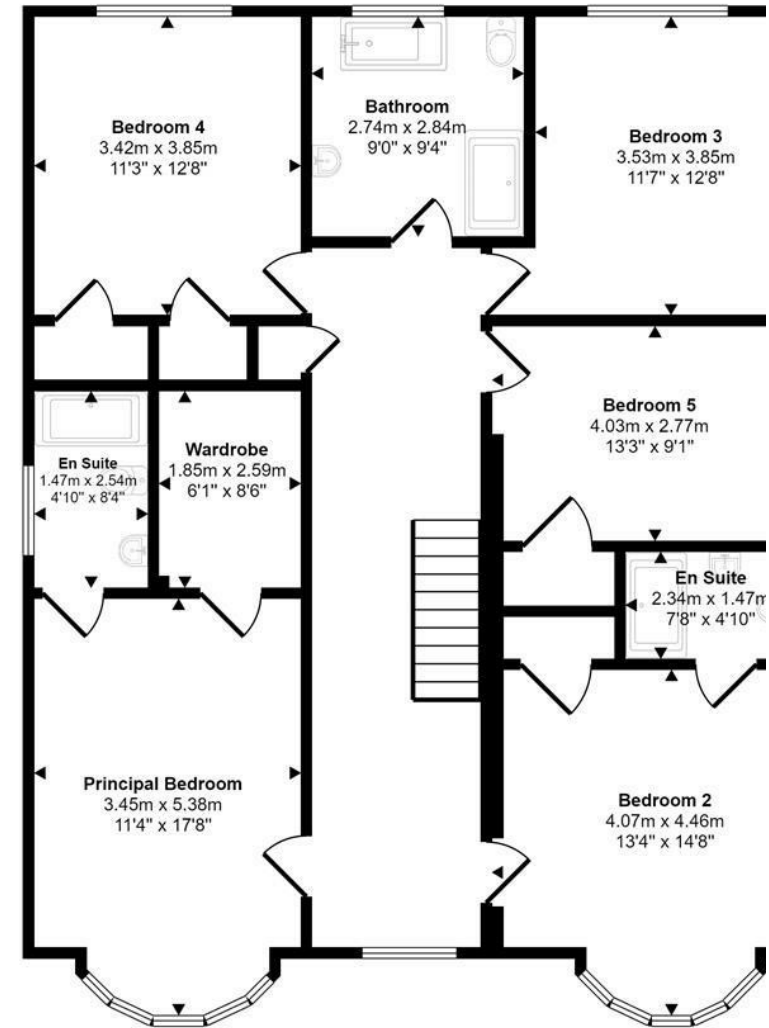 Bedroom 4
3.42m x 3.85m
11'3" x 12'8"
Bathroom
2.74m x 2.84m
9'0" x 9'4"
Bedroom 3
3.53m x 3.85m
11'7" x 12'8"
En Suite
1.47m x 2.54m
4'10" x 8'4"
Wardrobe
1.85m x 2.59m
6'1" x 8'6"
Bedroom 5
4.03m x 2.77m
13'3" x 9'1"
En Suite
2.34m x 1.47m
7'8" x 4'10"
Principal Bedroom
3.45m x 5.38m
11'4" x 17'8"
Bedroom 2
4.07m x 4.46m
13'4" x 14'8"